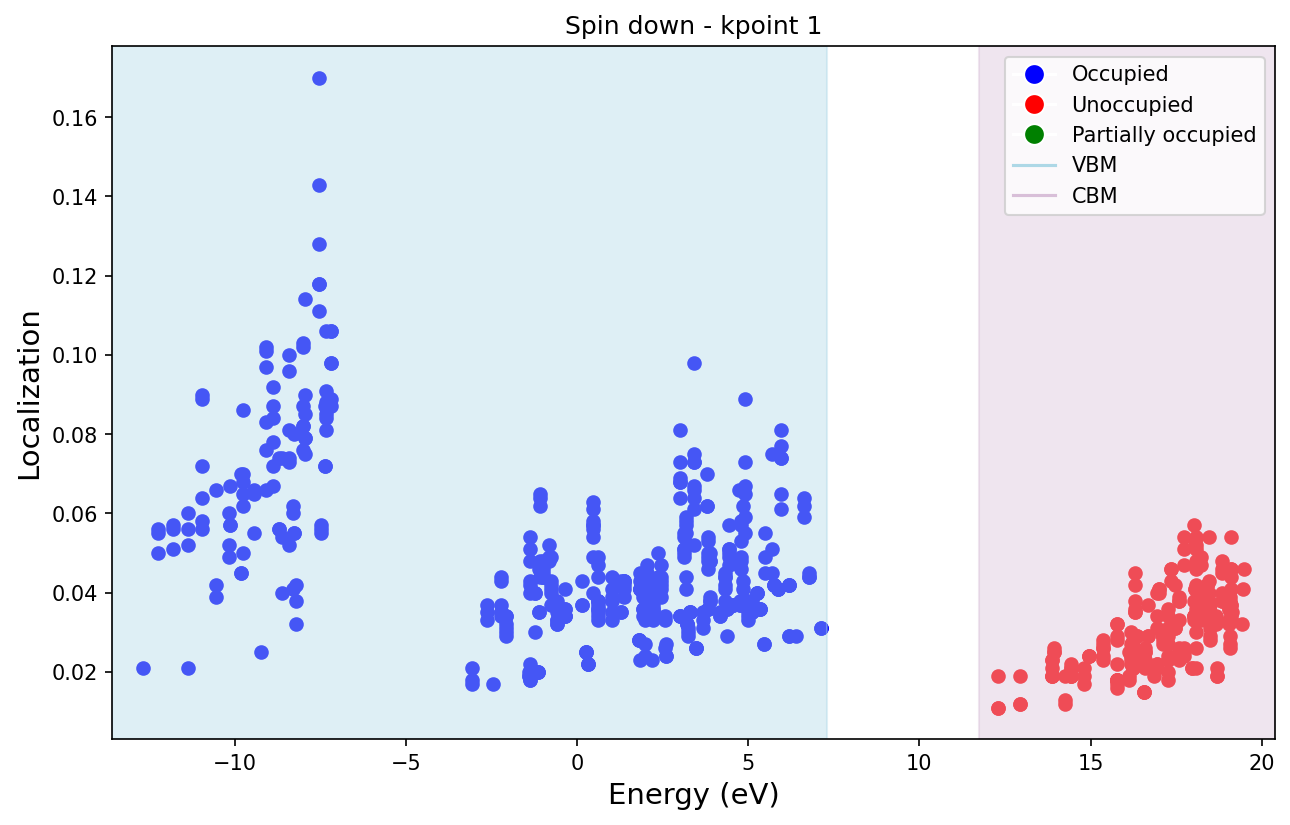 Spin down - kpoint 1
Localization
0.16
0.14
0.12
0.10
0.08
0.06
0.04
0.02
Occupied
Unoccupied
Partially occupied
VBM
CBM
−10
−5
0
5
10
15
20
Energy (eV)